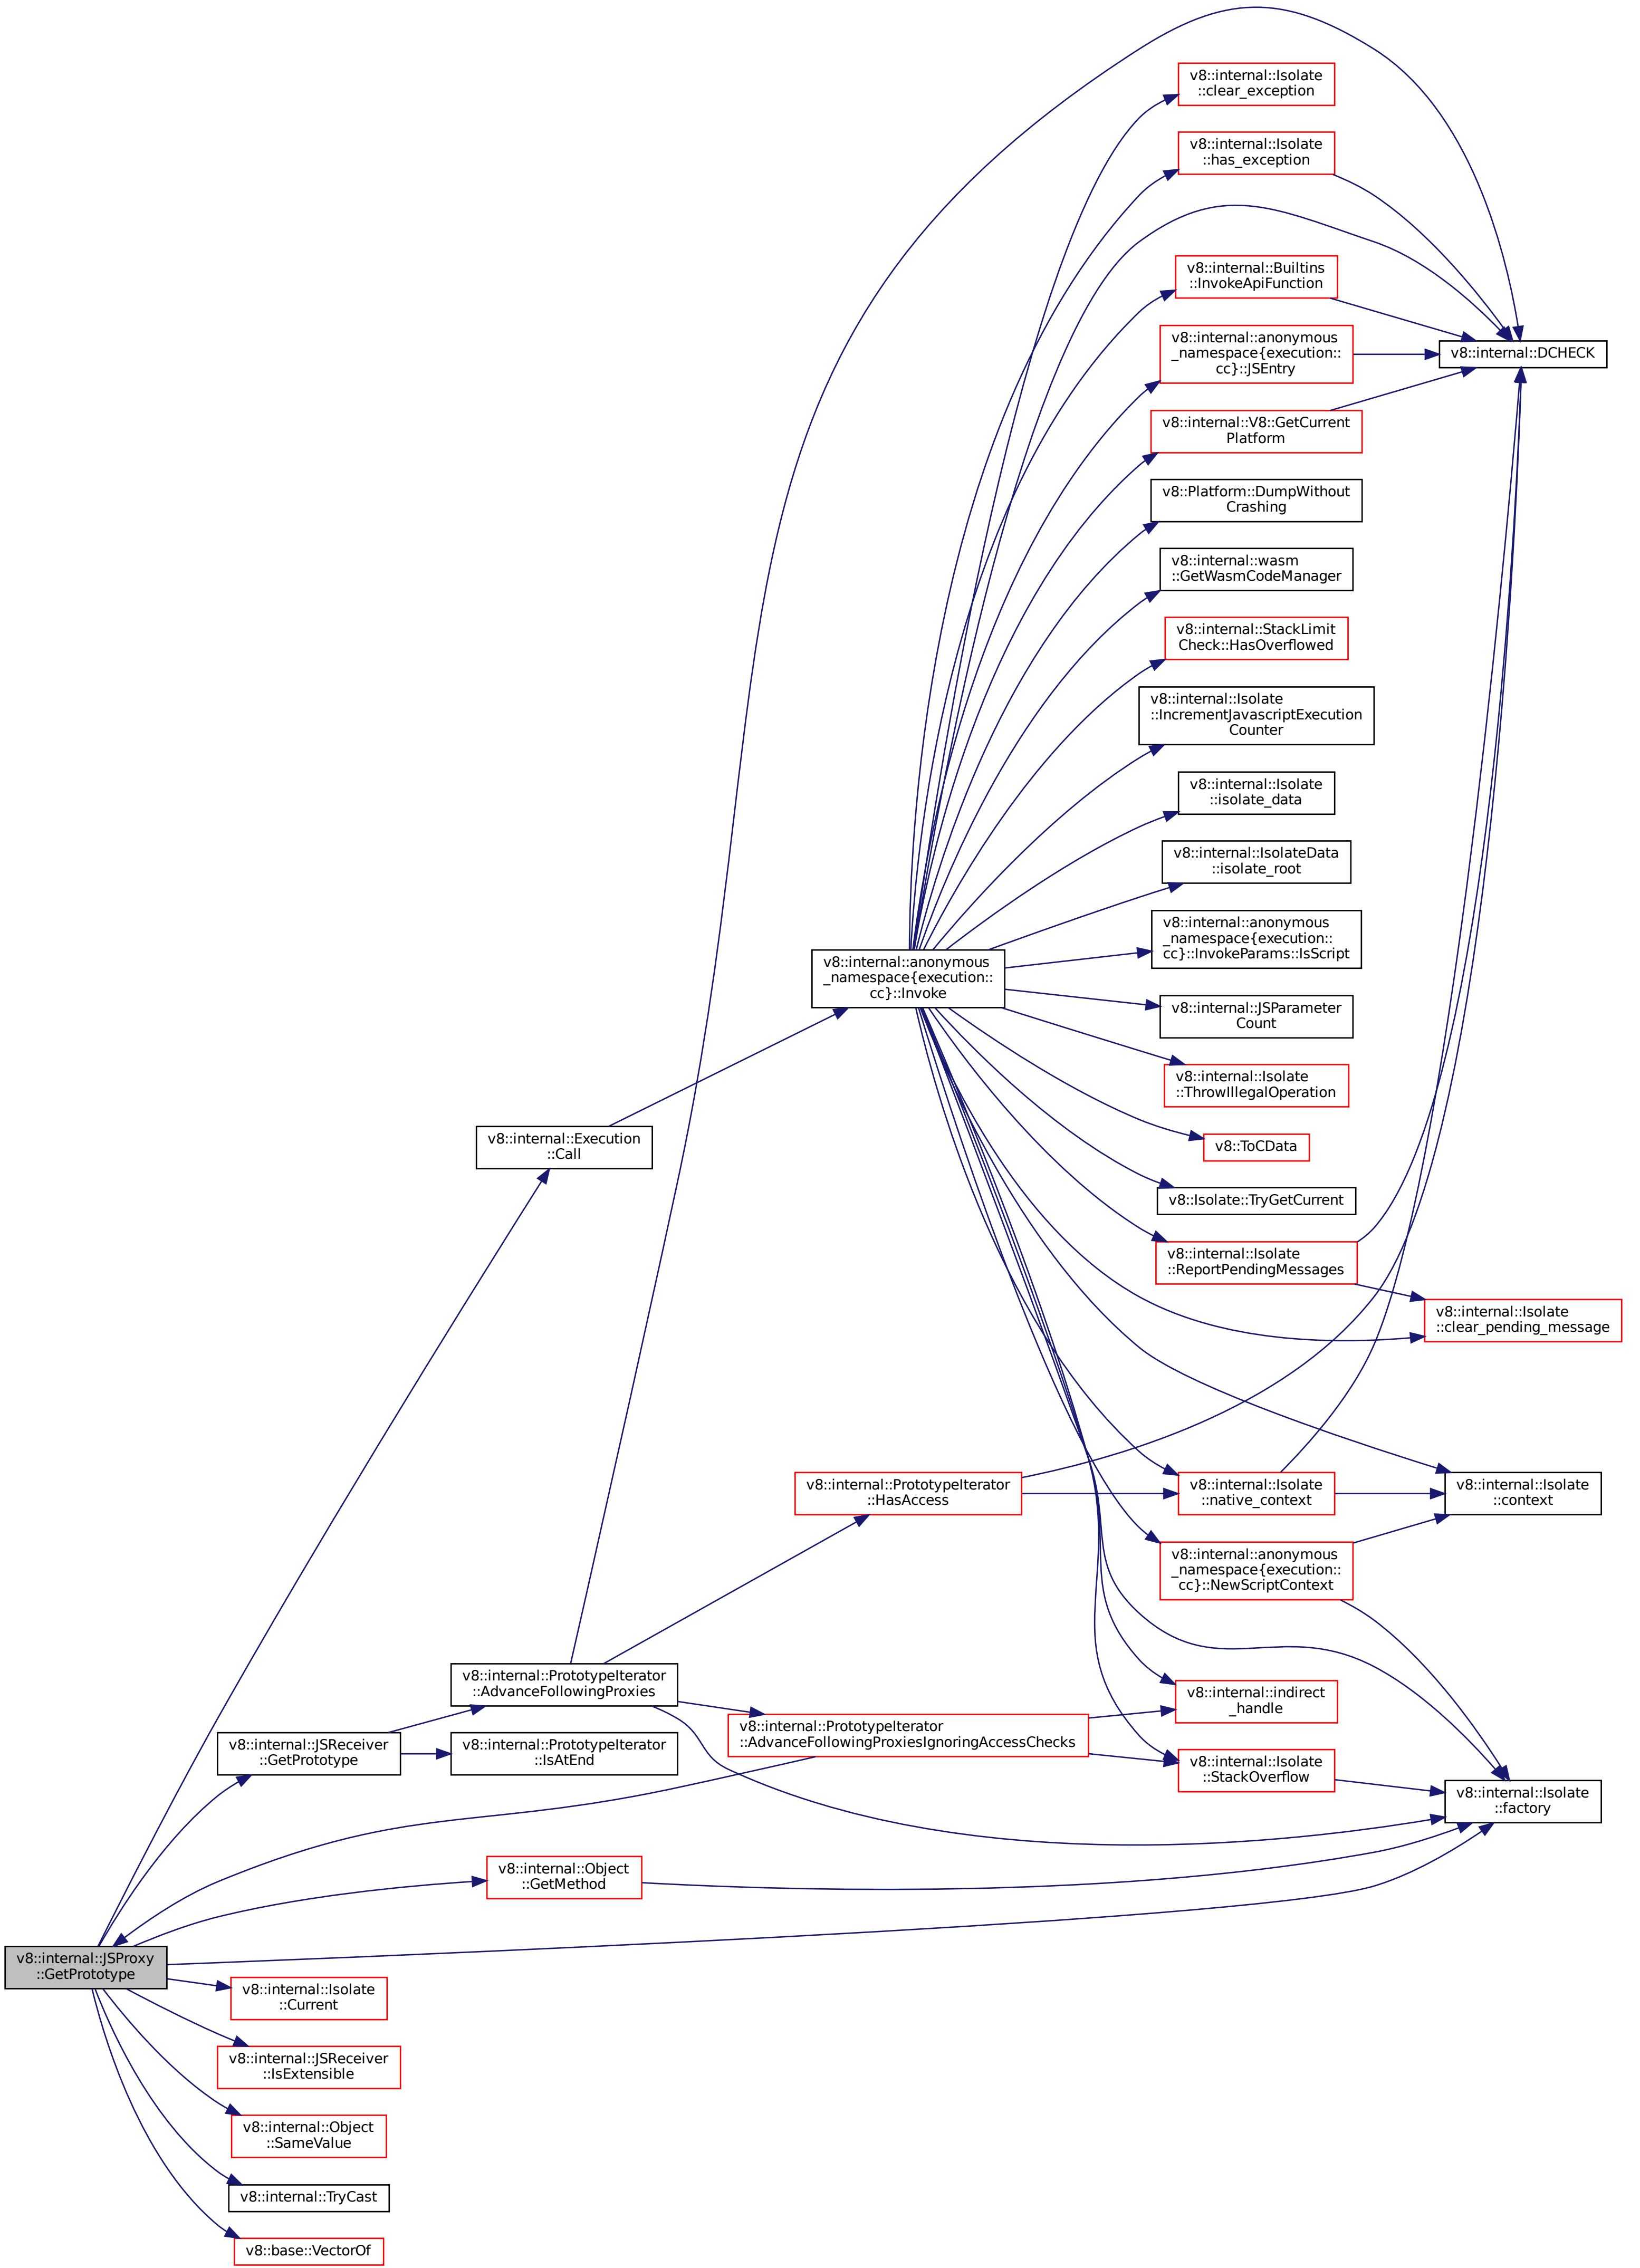 v8::internal::Isolate
::clear_exception
v8::internal::Isolate
::has_exception
v8::internal::Builtins
::InvokeApiFunction
v8::internal::anonymous
_namespace{execution::
cc}::JSEntry
v8::internal::DCHECK
v8::internal::V8::GetCurrent
Platform
v8::Platform::DumpWithout
Crashing
v8::internal::wasm
::GetWasmCodeManager
v8::internal::StackLimit
Check::HasOverflowed
v8::internal::Isolate
::IncrementJavascriptExecution
Counter
v8::internal::Isolate
::isolate_data
v8::internal::IsolateData
::isolate_root
v8::internal::anonymous
_namespace{execution::
cc}::InvokeParams::IsScript
v8::internal::anonymous
_namespace{execution::
cc}::Invoke
v8::internal::JSParameter
Count
v8::internal::Isolate
::ThrowIllegalOperation
v8::internal::Execution
::Call
v8::ToCData
v8::Isolate::TryGetCurrent
v8::internal::Isolate
::ReportPendingMessages
v8::internal::Isolate
::clear_pending_message
v8::internal::PrototypeIterator
::HasAccess
v8::internal::Isolate
::native_context
v8::internal::Isolate
::context
v8::internal::anonymous
_namespace{execution::
cc}::NewScriptContext
v8::internal::PrototypeIterator
::AdvanceFollowingProxies
v8::internal::indirect
_handle
v8::internal::JSReceiver
::GetPrototype
v8::internal::PrototypeIterator
::IsAtEnd
v8::internal::PrototypeIterator
::AdvanceFollowingProxiesIgnoringAccessChecks
v8::internal::Isolate
::StackOverflow
v8::internal::Isolate
::factory
v8::internal::Object
::GetMethod
v8::internal::JSProxy
::GetPrototype
v8::internal::Isolate
::Current
v8::internal::JSReceiver
::IsExtensible
v8::internal::Object
::SameValue
v8::internal::TryCast
v8::base::VectorOf